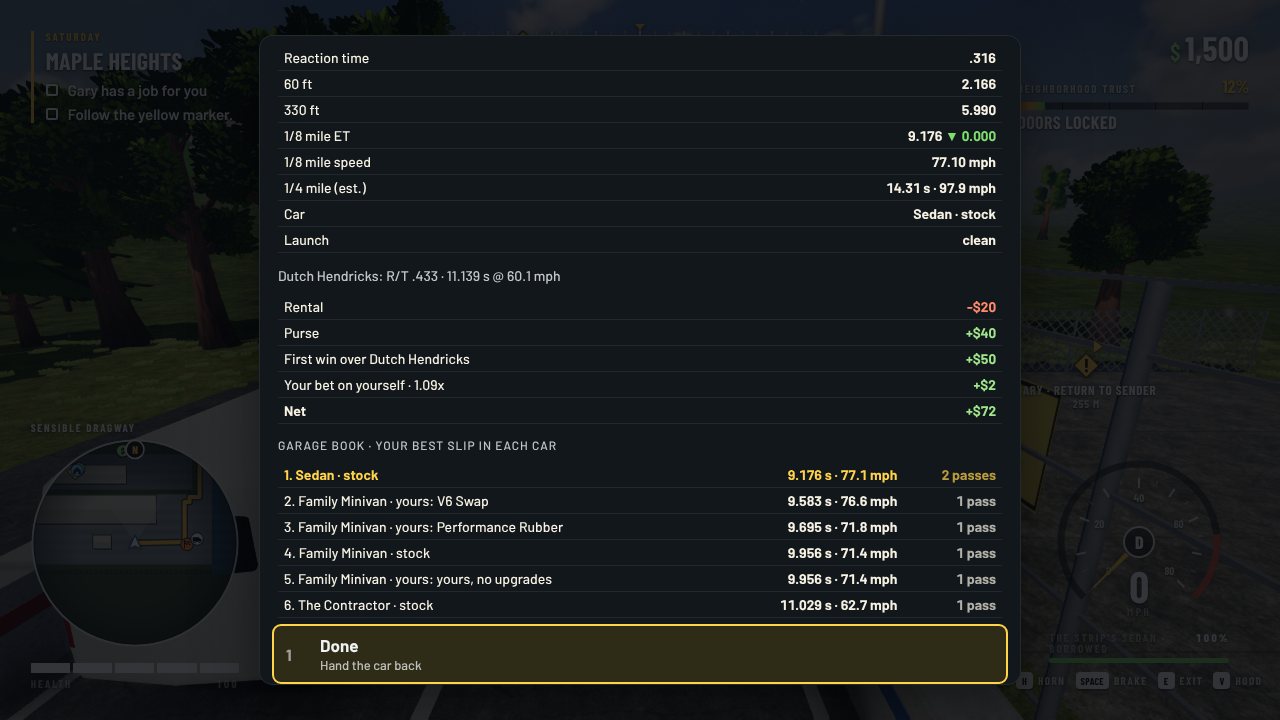 SATURDAY
MAPLE HEIGHTS
Gary has a job for you
Follow the yellow marker.
$1,500
NEIGHBORHOOD TRUST 12%
DOORS LOCKED
Reaction time .316
60 ft 2.166
330 ft 5.990
1/8 mile ET 9.176 ▼ 0.000
1/8 mile speed 77.10 mph
1/4 mile (est.) 14.31 s · 97.9 mph
Car Sedan · stock
Launch clean
Dutch Hendricks: R/T .433 · 11.139 s @ 60.1 mph
Rental -$20
Purse +$40
First win over Dutch Hendricks +$50
Your bet on yourself · 1.09x +$2
Net +$72
GARAGE BOOK · YOUR BEST SLIP IN EACH CAR
1. Sedan · stock 9.176 s · 77.1 mph 2 passes
2. Family Minivan · yours: V6 Swap 9.583 s · 76.6 mph 1 pass
3. Family Minivan · yours: Performance Rubber 9.695 s · 71.8 mph 1 pass
4. Family Minivan · stock 9.956 s · 71.4 mph 1 pass
5. Family Minivan · yours: yours, no upgrades 9.956 s · 71.4 mph 1 pass
6. The Contractor · stock 11.029 s · 62.7 mph 1 pass
1 Done
Hand the car back
GARY · RETURN TO SENDER
255 M
SENSIBLE DRAGWAY
N
HEALTH 100
20 40 60 80
D
0
MPH
THE STRIP'S SEDAN · BORROWED 100%
H HORN SPACE BRAKE E EXIT V HOOD